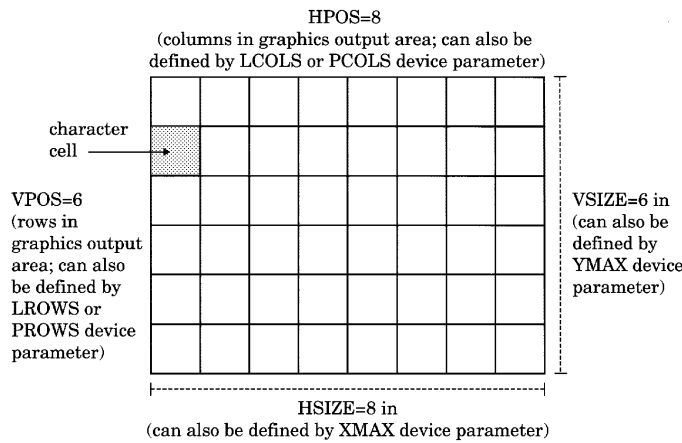 HPOS=8
(columns in graphics output area; can also be
defined by LCOLS or PCOLS device parameter)
character
cell
VPOS=6
(rows in
graphics output
area; can also
be defined by
LROWS or
PROWS device
parameter)
VSIZE=6 in
(can also be
defined by
YMAX device
parameter)
HSIZE=8 in
(can also be defined by XMAX device parameter)